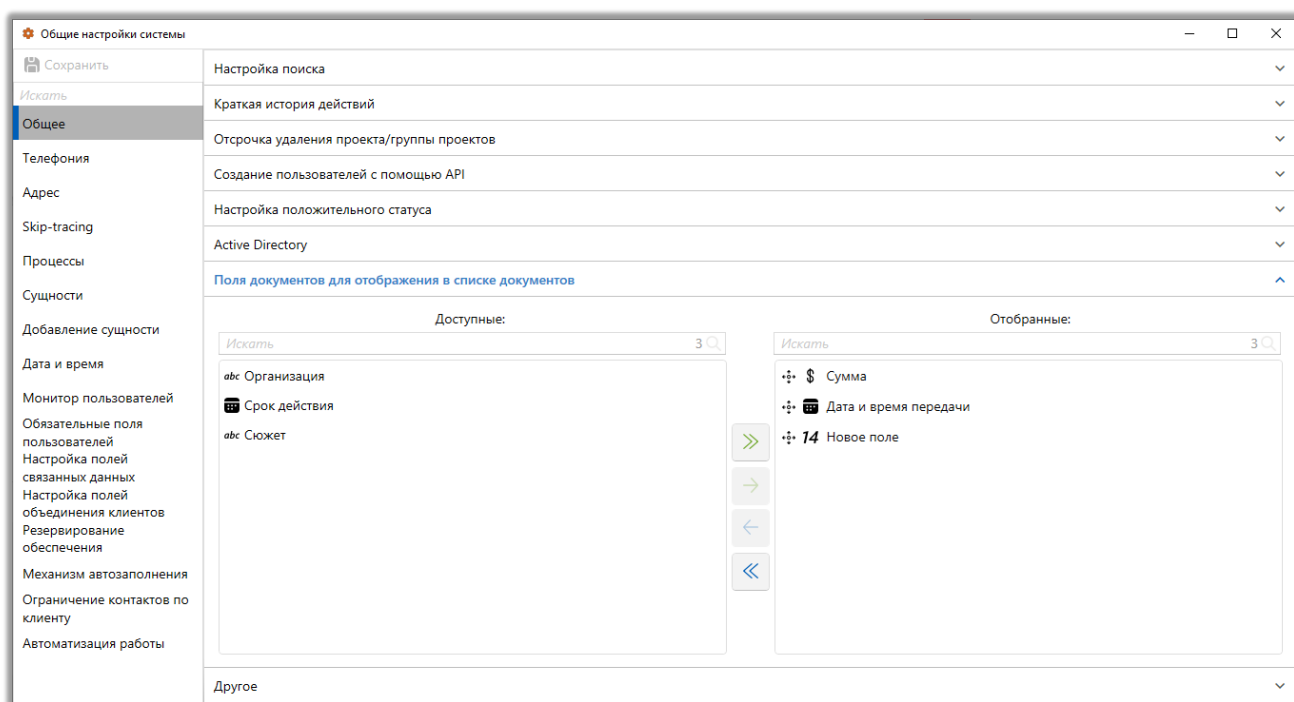 Общие настройки системы
Сохранить
Искать
Общее
Телефония
Адрес
Skip-tracing
Процессы
Сущности
Добавление сущности
Дата и время
Монитор пользователей
Обязательные поля
пользователей
Настройка полей
связанных данных
Настройка полей
объединения клиентов
Резервирование
обеспечения
Механизм автозаполнения
Ограничение контактов по
клиенту
Автоматизация работы
Настройка поиска
Краткая история действий
Отсрочка удаления проекта/группы проектов
Создание пользователей с помощью API
Настройка положительного статуса
Active Directory
Поля документов для отображения в списке документов
Доступные:
Искать 3
abc Организация
Срок действия
abc Сюжет
Отобранные:
Искать 3
$ Сумма
Дата и время передачи
14 Новое поле
Другое